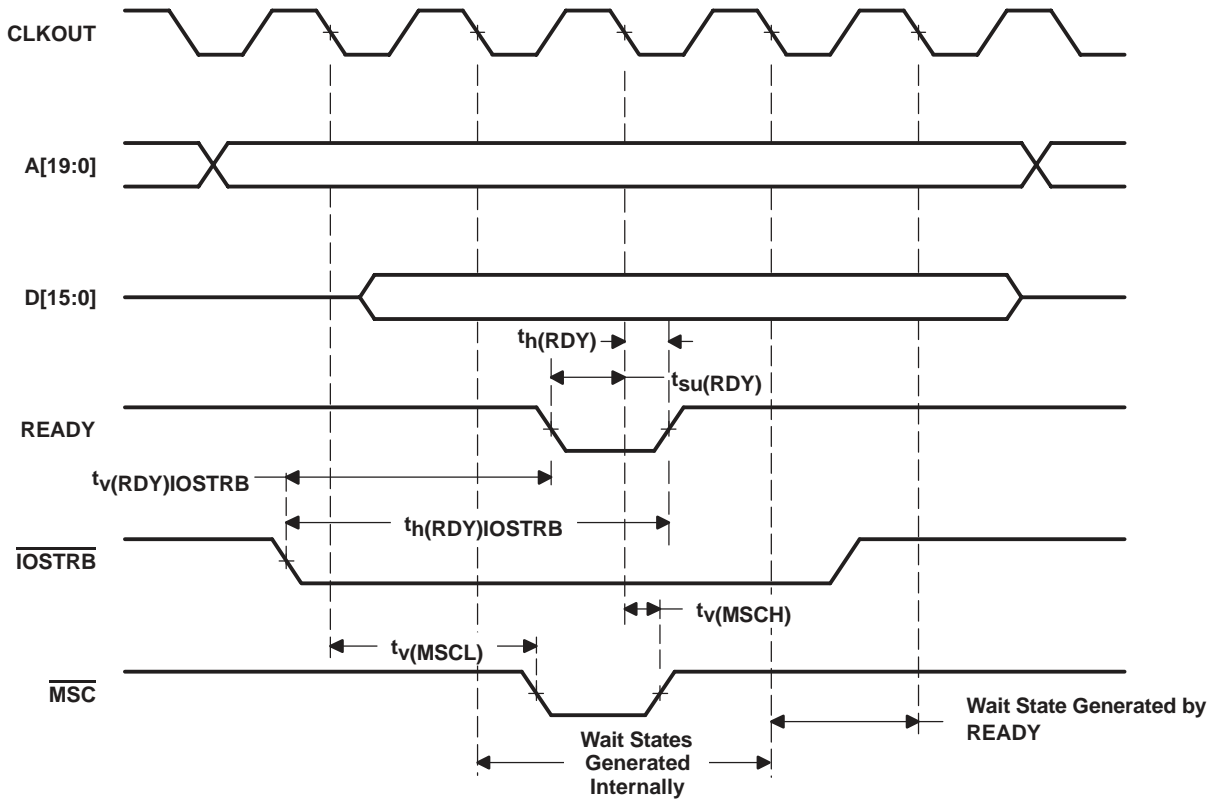 CLKOUT
A[19:0]
D[15:0]
th(RDY)
tsu(RDY)
READY
tv(RDY)IOSTRB
th(RDY)IOSTRB
IOSTRB
tv(MSCH)
tv(MSCL)
MSC
Wait State Generated by
READY
Wait States
Generated
Internally